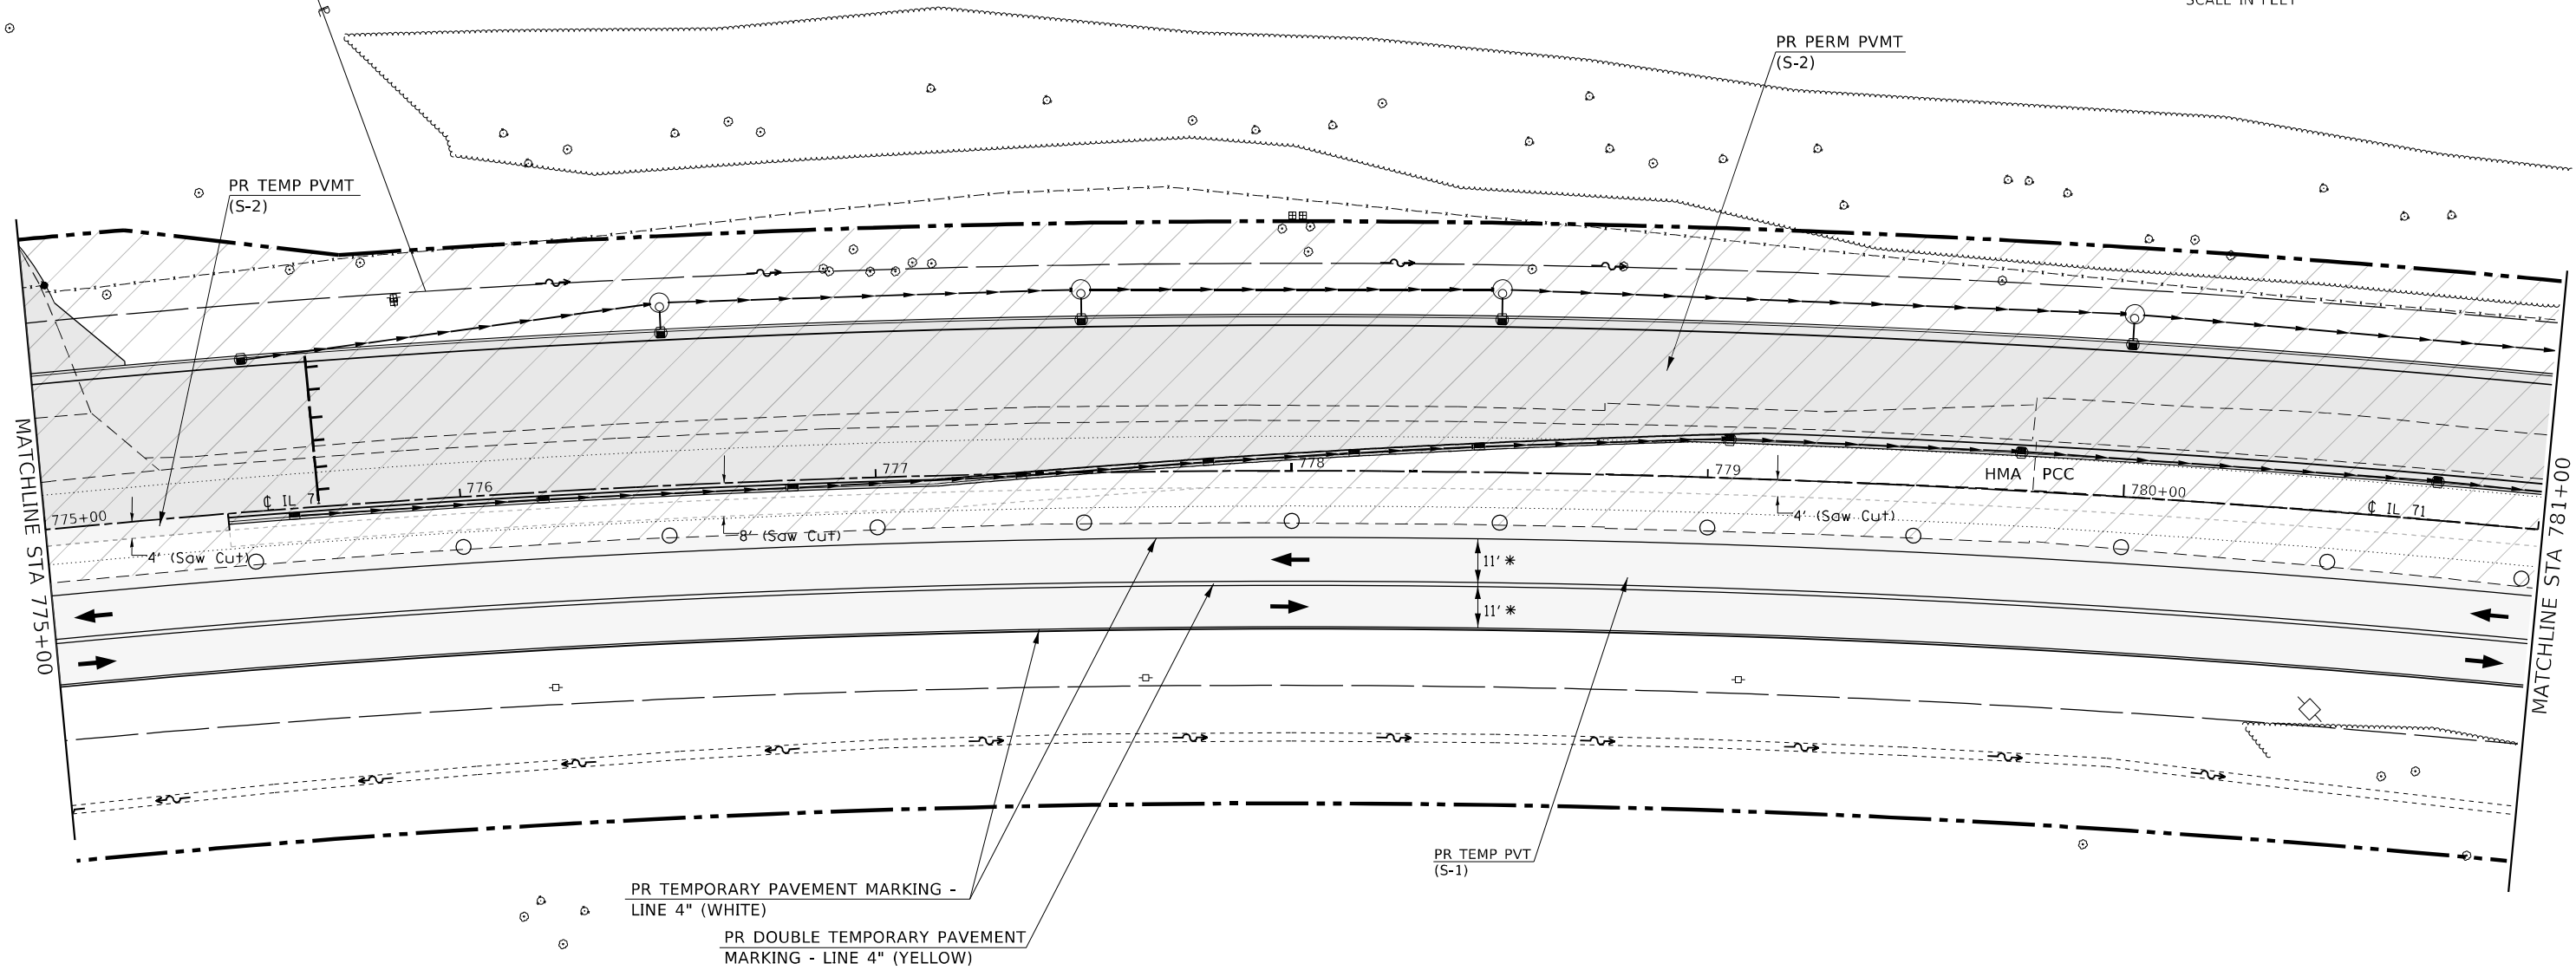 SCALE IN FEET
PR PERM PVMT
(S-2)
PR TEMP PVMT
(S-2)
MATCHLINE STA 775+00
775+00
℄ IL 71
776
777
778
779
780+00
HMA
PCC
℄ IL 71
4' (Saw Cut)
8' (Saw Cut)
4' (Saw Cut)
11' *
11' *
MATCHLINE STA 781+00
PR TEMP PVT
(S-1)
PR TEMPORARY PAVEMENT MARKING -
LINE 4" (WHITE)
PR DOUBLE TEMPORARY PAVEMENT
MARKING - LINE 4" (YELLOW)